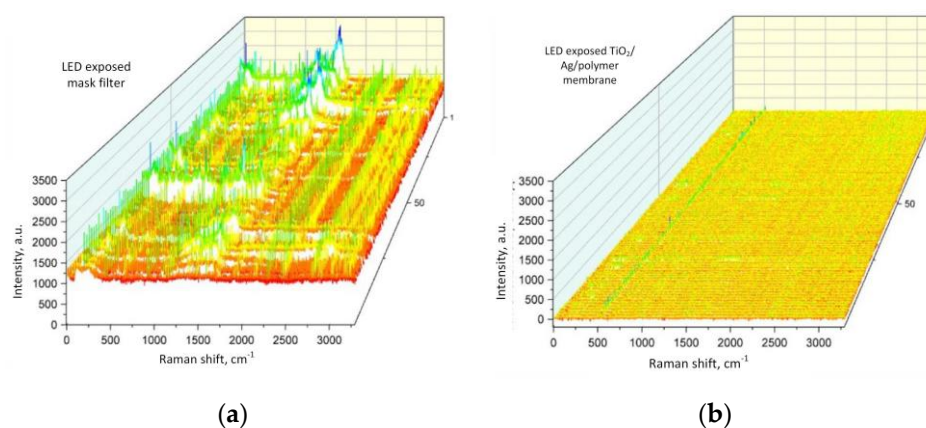 LED exposed
mask filter
3500
3000
2500
2000
1500
1000
500
0
Intensity, a.u.
0 500 1000 1500 2000 2500 3000
Raman shift, cm⁻¹
50
1
(a)
LED exposed TiO₂/
Ag/polymer
membrane
3500
3000
2500
2000
1500
1000
500
0
Intensity, a.u.
0 500 1000 1500 2000 2500 3000
Raman shift, cm⁻¹
50
(b)